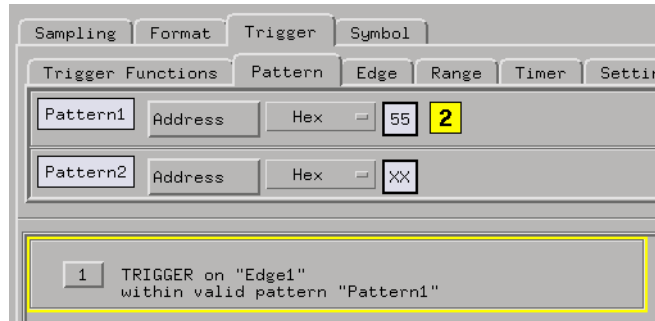 Sampling Format Trigger Symbol
Trigger Functions Pattern Edge Range Timer Settin
Pattern1 Address Hex 55 2
Pattern2 Address Hex XX
1 TRIGGER on "Edge1"
within valid pattern "Pattern1"